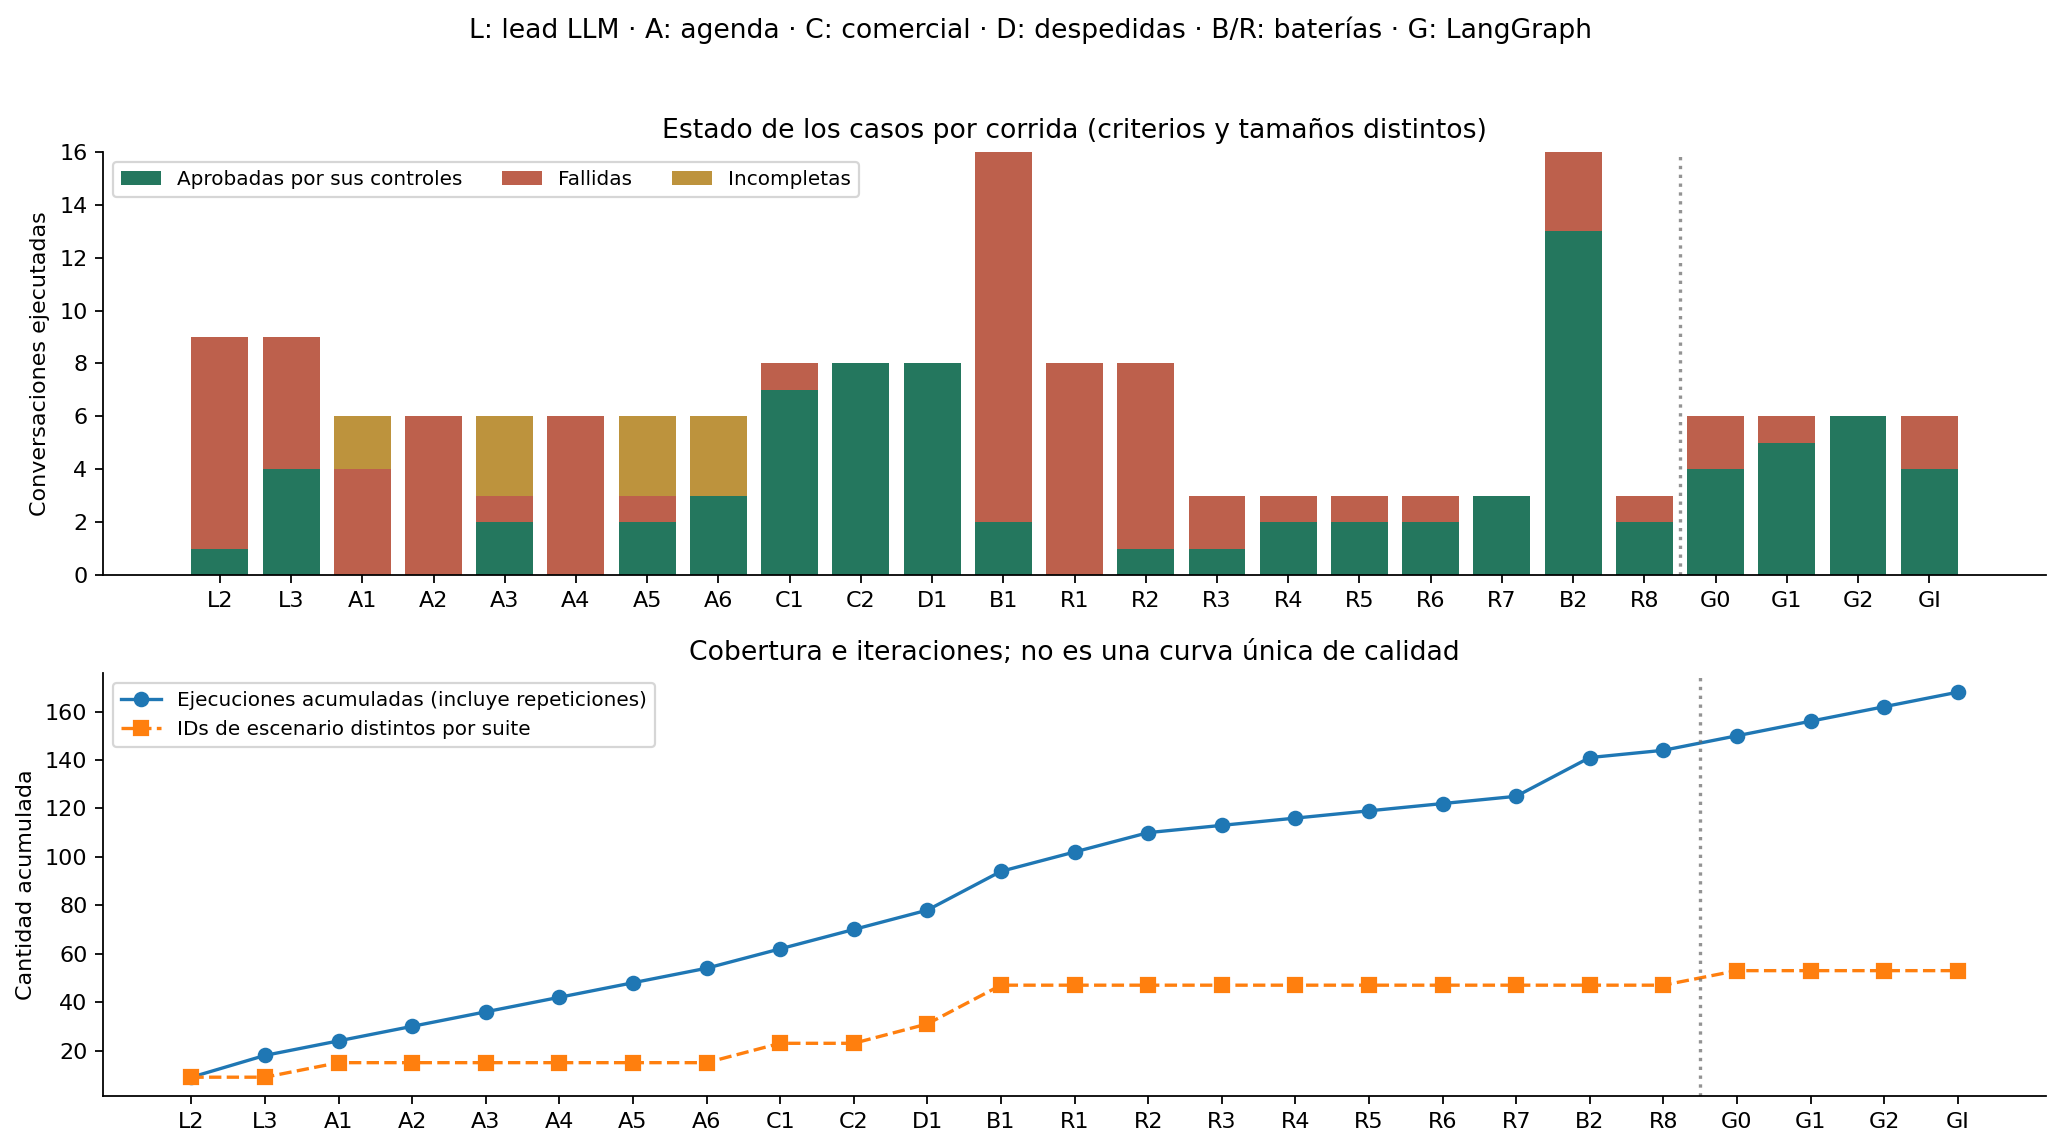 L: lead LLM · A: agenda · C: comercial · D: despedidas · B/R: baterías · G: LangGraph
Estado de los casos por corrida (criterios y tamaños distintos)
Aprobadas por sus controles Fallidas Incompletas
Conversaciones ejecutadas
16
14
12
10
8
6
4
2
0
L2 L3 A1 A2 A3 A4 A5 A6 C1 C2 D1 B1 R1 R2 R3 R4 R5 R6 R7 B2 R8 G0 G1 G2 GI
Cobertura e iteraciones; no es una curva única de calidad
Ejecuciones acumuladas (incluye repeticiones)
IDs de escenario distintos por suite
Cantidad acumulada
160
140
120
100
80
60
40
20
L2 L3 A1 A2 A3 A4 A5 A6 C1 C2 D1 B1 R1 R2 R3 R4 R5 R6 R7 B2 R8 G0 G1 G2 GI